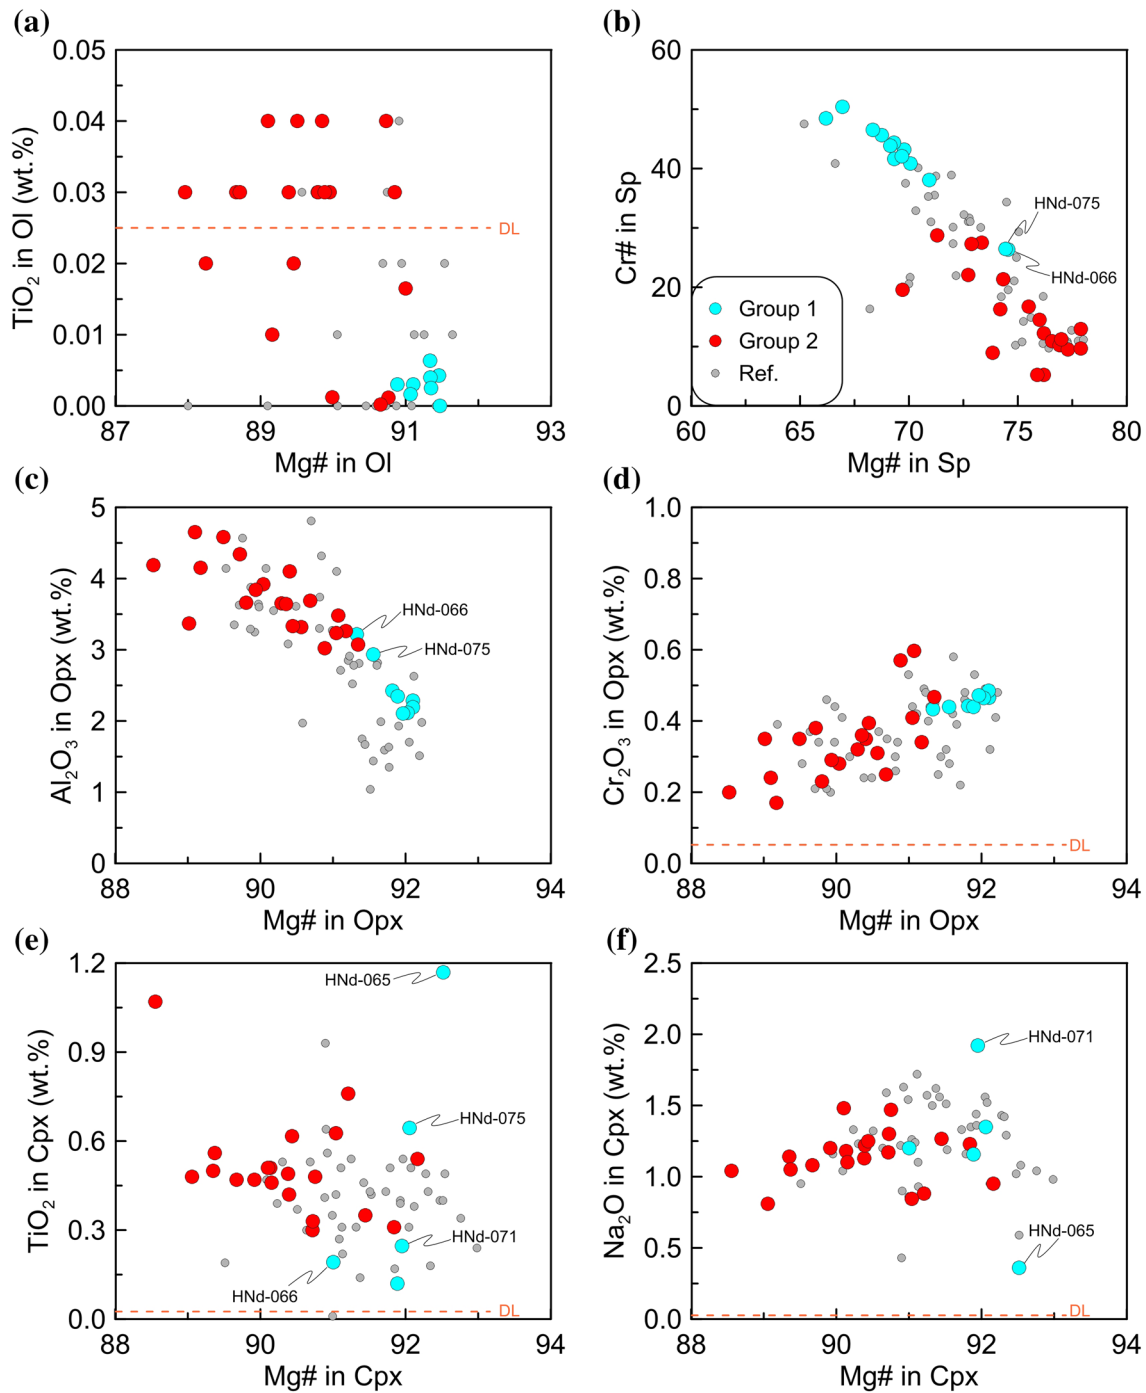 (a)
0.05
0.04
0.03
0.02
0.01
0.00
TiO2 in Ol (wt.%)
DL
87
89
91
93
Mg# in Ol
(b)
60
40
20
0
Cr# in Sp
HNd-075
HNd-066
Group 1
Group 2
Ref.
60
65
70
75
80
Mg# in Sp
(c)
5
4
3
2
1
0
Al2O3 in Opx (wt.%)
HNd-066
HNd-075
88
90
92
94
Mg# in Opx
(d)
1.0
0.8
0.6
0.4
0.2
0.0
Cr2O3 in Opx (wt.%)
DL
88
90
92
94
Mg# in Opx
(e)
1.2
0.9
0.6
0.3
0.0
TiO2 in Cpx (wt.%)
HNd-065
HNd-075
HNd-071
HNd-066
DL
88
90
92
94
Mg# in Cpx
(f)
2.5
2.0
1.5
1.0
0.5
0.0
Na2O in Cpx (wt.%)
HNd-071
HNd-065
DL
88
90
92
94
Mg# in Cpx